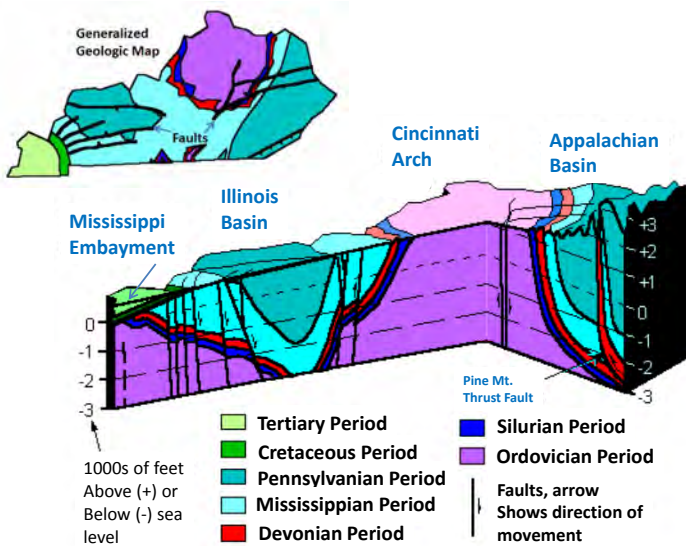 Generalized
Geologic Map
Faults
Cincinnati
Arch
Appalachian
Basin
Illinois
Basin
Mississippi
Embayment
+3
+2
+1
0
-1
-2
-3
0
-1
-2
-3
Pine Mt.
Thrust Fault
1000s of feet
Above (+) or
Below (-) sea
level
Tertiary Period
Cretaceous Period
Pennsylvanian Period
Mississippian Period
Devonian Period
Silurian Period
Ordovician Period
Faults, arrow
Shows direction of
movement